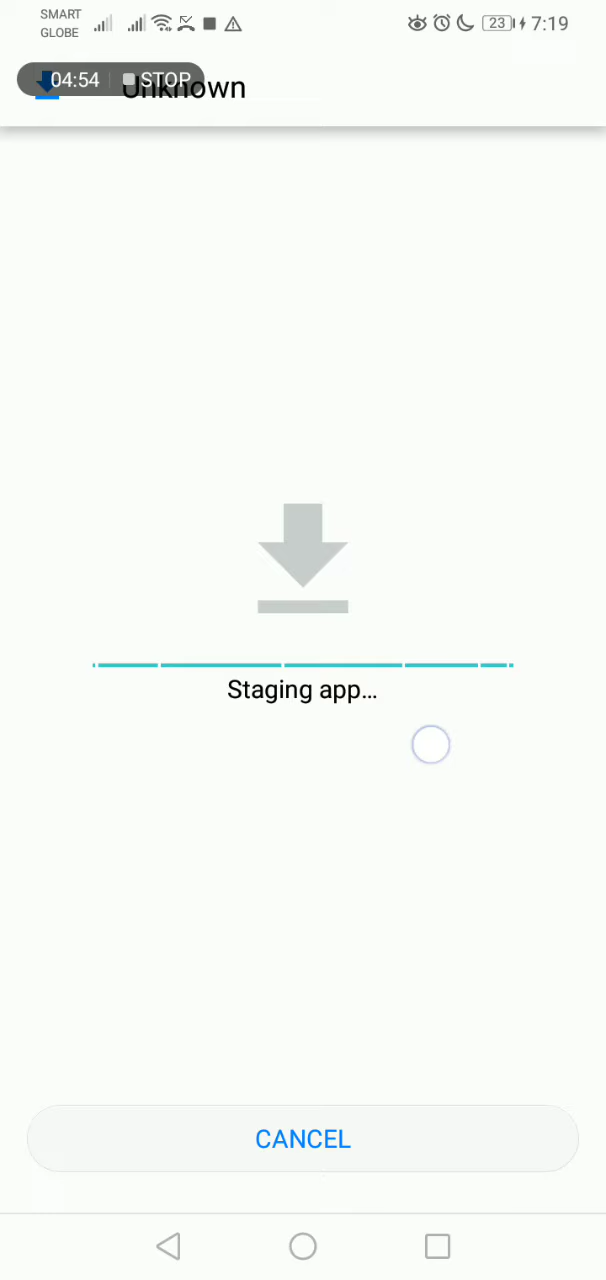 SMART
GLOBE
23 7:19
04:54 STOP
Unknown
Staging app...
CANCEL